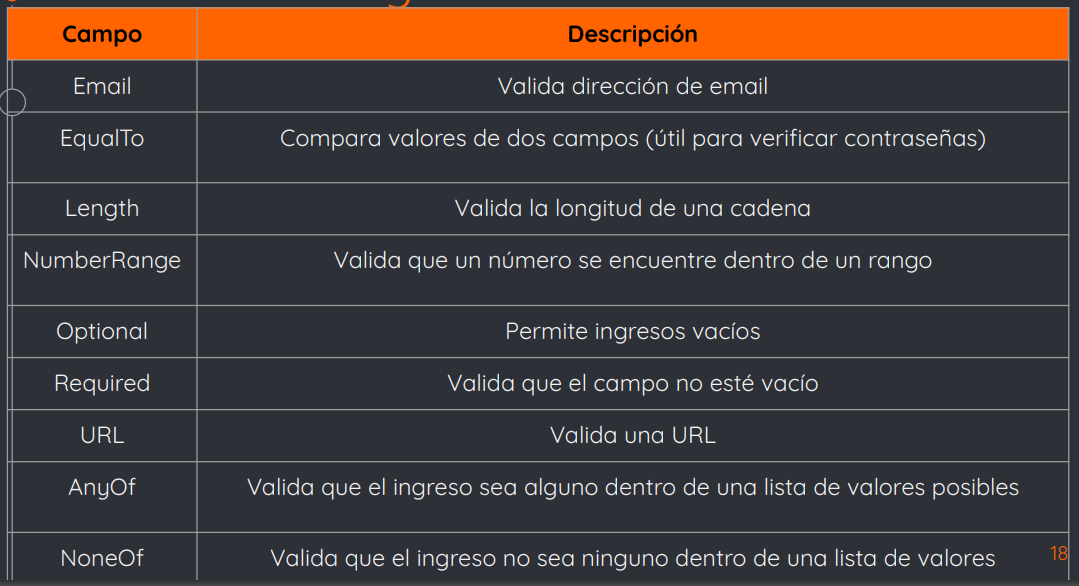 Campo Descripción
Email Valida dirección de email
EqualTo Compara valores de dos campos (útil para verificar contraseñas)
Length Valida la longitud de una cadena
NumberRange Valida que un número se encuentre dentro de un rango
Optional Permite ingresos vacíos
Required Valida que el campo no esté vacío
URL Valida una URL
AnyOf Valida que el ingreso sea alguno dentro de una lista de valores posibles
NoneOf Valida que el ingreso no sea ninguno dentro de una lista de valores
18